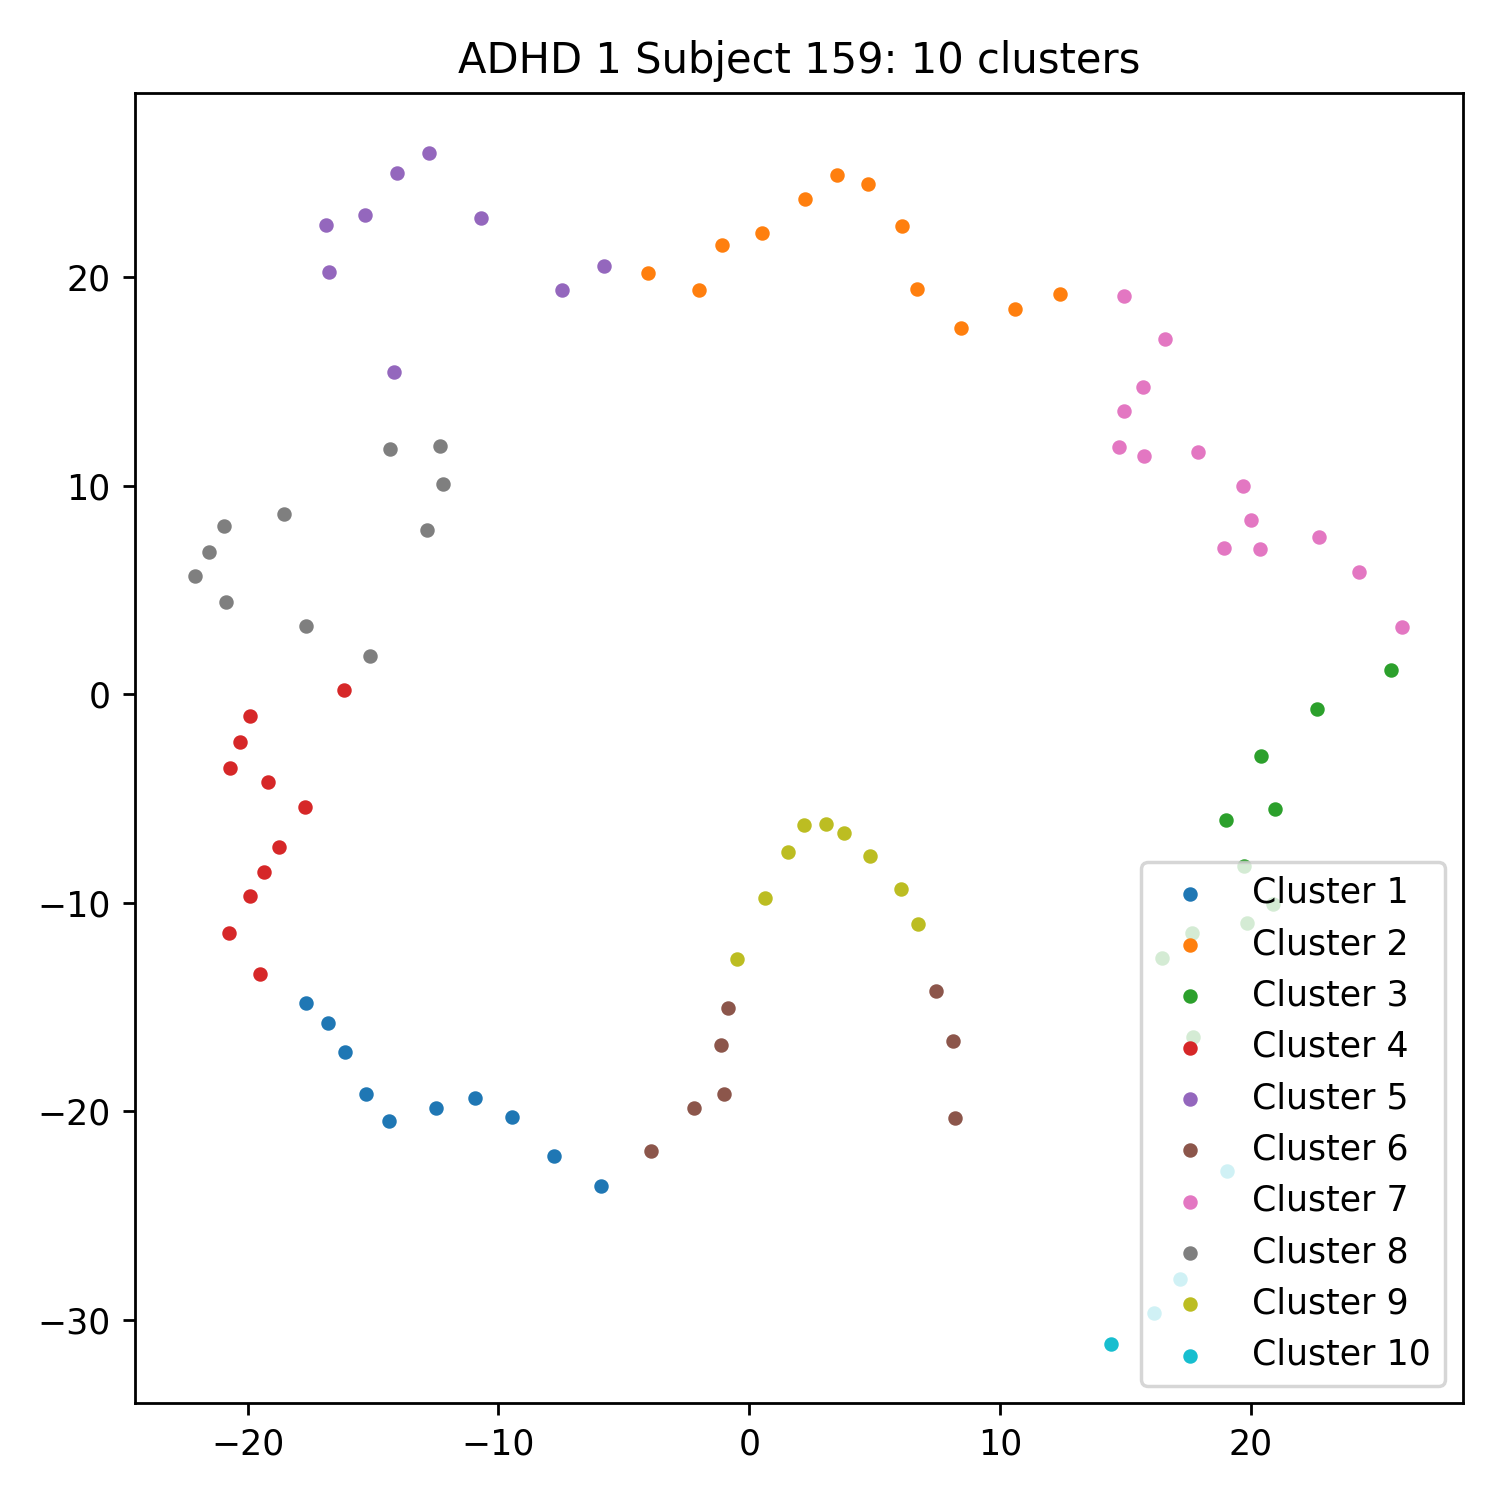 ADHD 1 Subject 159: 10 clusters
20
10
0
−10
−20
−30
−20
−10
0
10
20
Cluster 1
Cluster 2
Cluster 3
Cluster 4
Cluster 5
Cluster 6
Cluster 7
Cluster 8
Cluster 9
Cluster 10